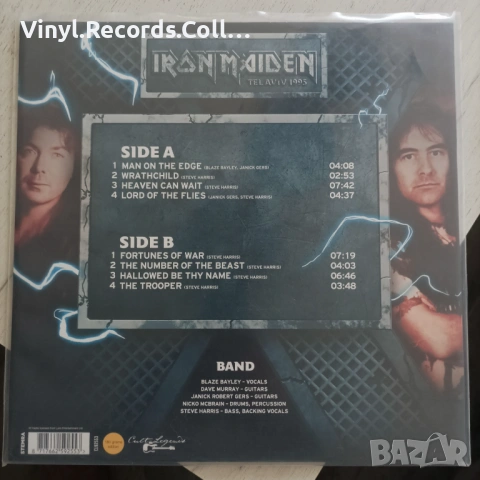 Vinyl.Records.Coll...
IRON MAIDEN
TEL AVIV 1995
SIDE A
1 MAN ON THE EDGE (BLAZE BAYLEY, JANICK GERS) 04:08
2 WRATHCHILD (STEVE HARRIS) 02:53
3 HEAVEN CAN WAIT (STEVE HARRIS) 07:42
4 LORD OF THE FLIES (JANICK GERS, STEVE HARRIS) 04:37
SIDE B
1 FORTUNES OF WAR (STEVE HARRIS) 07:19
2 THE NUMBER OF THE BEAST (STEVE HARRIS) 04:03
3 HALLOWED BE THY NAME (STEVE HARRIS) 06:46
4 THE TROOPER (STEVE HARRIS) 03:48
BAND
BLAZE BAYLEY - VOCALS
DAVE MURRAY - GUITARS
JANICK ROBERT GERS - GUITARS
NICKO MCBRAIN - DRUMS, PERCUSSION
STEVE HARRIS - BASS, BACKING VOCALS
STEMRA
Cult Legends
BAZAR
bg